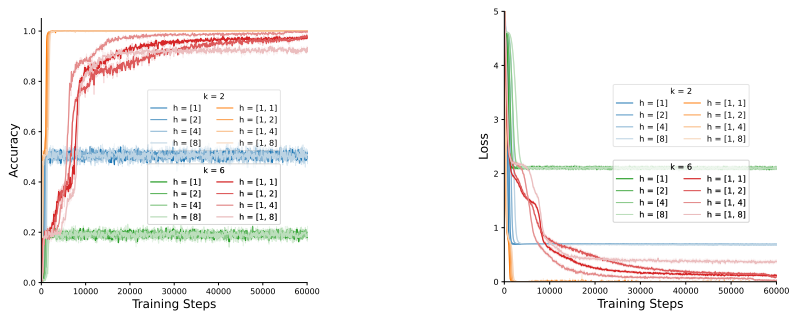 1.0
0.8
0.6
0.4
0.2
0.0
Accuracy
0 10000 20000 30000 40000 50000 60000
Training Steps
k = 2
h = [1] h = [1, 1]
h = [2] h = [1, 2]
h = [4] h = [1, 4]
h = [8] h = [1, 8]
k = 6
h = [1] h = [1, 1]
h = [2] h = [1, 2]
h = [4] h = [1, 4]
h = [8] h = [1, 8]
5
4
3
2
1
0
Loss
0 10000 20000 30000 40000 50000 60000
Training Steps
k = 2
h = [1] h = [1, 1]
h = [2] h = [1, 2]
h = [4] h = [1, 4]
h = [8] h = [1, 8]
k = 6
h = [1] h = [1, 1]
h = [2] h = [1, 2]
h = [4] h = [1, 4]
h = [8] h = [1, 8]